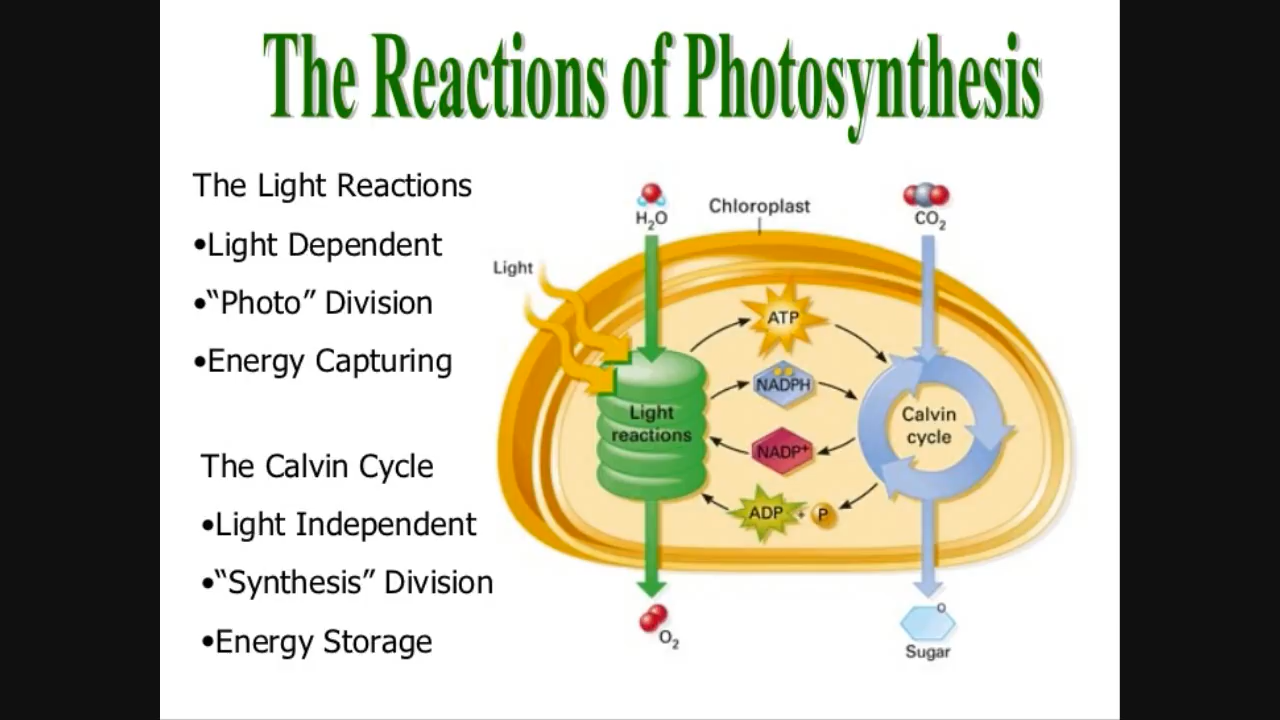 The Reactions of Photosynthesis
The Light Reactions
•Light Dependent
•“Photo” Division
•Energy Capturing
The Calvin Cycle
•Light Independent
•“Synthesis” Division
•Energy Storage
H₂O
Chloroplast
CO₂
Light
ATP
NADPH
Light
reactions
Calvin
cycle
NADP⁺
ADP + P
O₂
O
Sugar